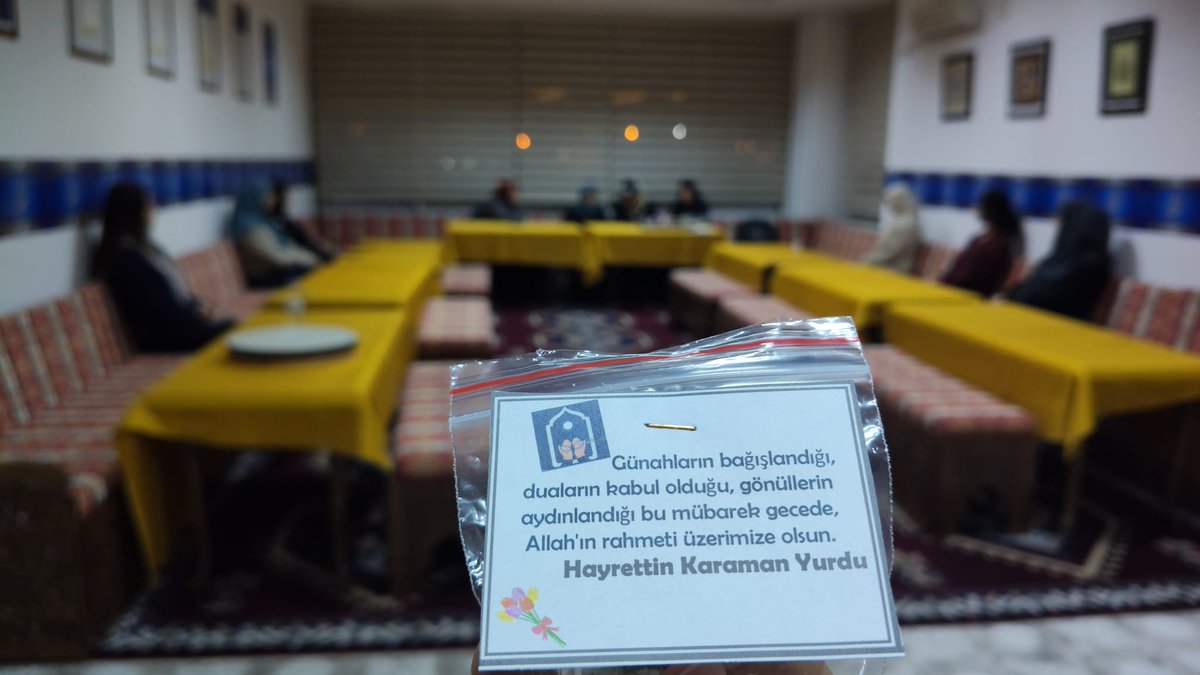 Günahların bağışlandığı,
duaların kabul olduğu, gönüllerin
aydınlandığı bu mübarek gecede,
Allah'ın rahmeti üzerimize olsun.
Hayrettin Karaman Yurdu